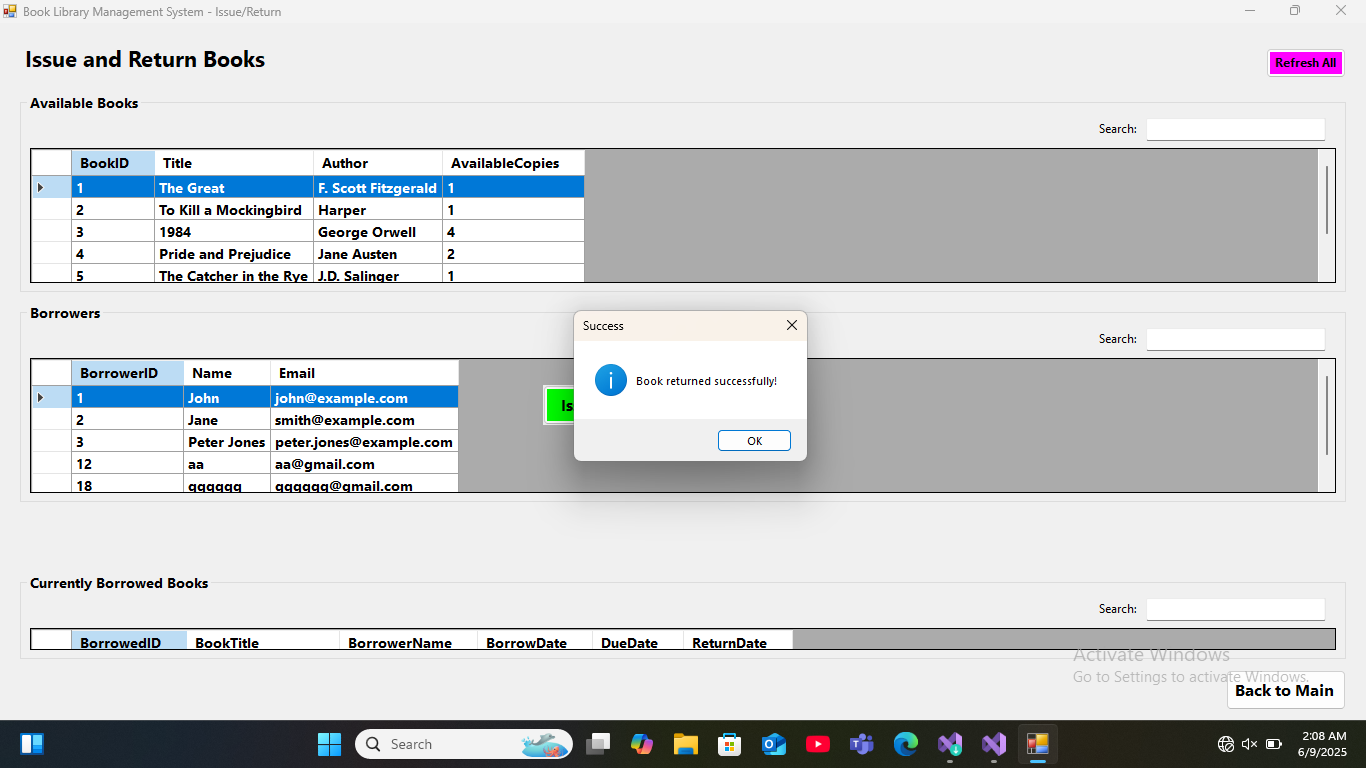 Book Library Management System - Issue/Return
Issue and Return Books
Refresh All
Available Books
Search:
BookID Title Author AvailableCopies
1 The Great F. Scott Fitzgerald 1
2 To Kill a Mockingbird Harper 1
3 1984 George Orwell 4
4 Pride and Prejudice Jane Austen 2
5 The Catcher in the Rye J.D. Salinger 1
Borrowers
Search:
BorrowerID Name Email
1 John john@example.com
2 Jane smith@example.com
3 Peter Jones peter.jones@example.com
12 aa aa@gmail.com
18
Success
Book returned successfully!
OK
Is
Currently Borrowed Books
Search:
BorrowedID BookTitle BorrowerName BorrowDate DueDate ReturnDate
Activate Windows
Go to Settings to activate Windows.
Back to Main
Search
2:08 AM
6/9/2025